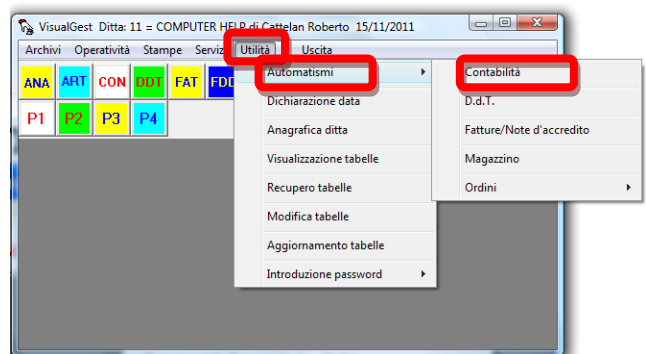 VisualGest Ditta: 11 = COMPUTER HELP di Cattelan Roberto 15/11/2011
Archivi Operatività Stampe Serviz Utilità Uscita
ANA ART CON DDT FAT FDD
P1 P2 P3 P4
Automatismi
Dichiarazione data
Anagrafica ditta
Visualizzazione tabelle
Recupero tabelle
Modifica tabelle
Aggiornamento tabelle
Introduzione password
Contabilità
D.d.T.
Fatture/Note d'accredito
Magazzino
Ordini